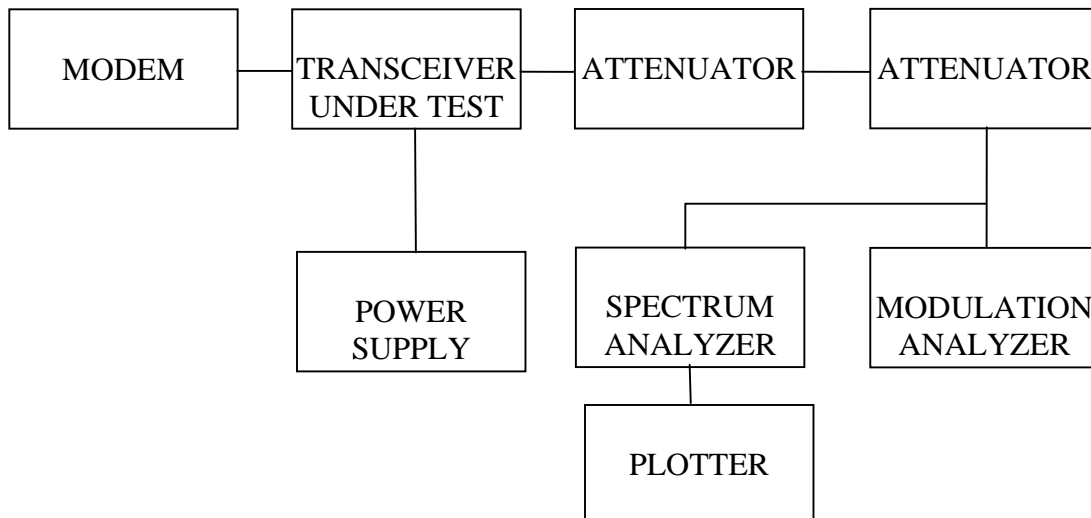 MODEM
TRANSCEIVER
UNDER TEST
ATTENUATOR
ATTENUATOR
POWER
SUPPLY
SPECTRUM
ANALYZER
MODULATION
ANALYZER
PLOTTER